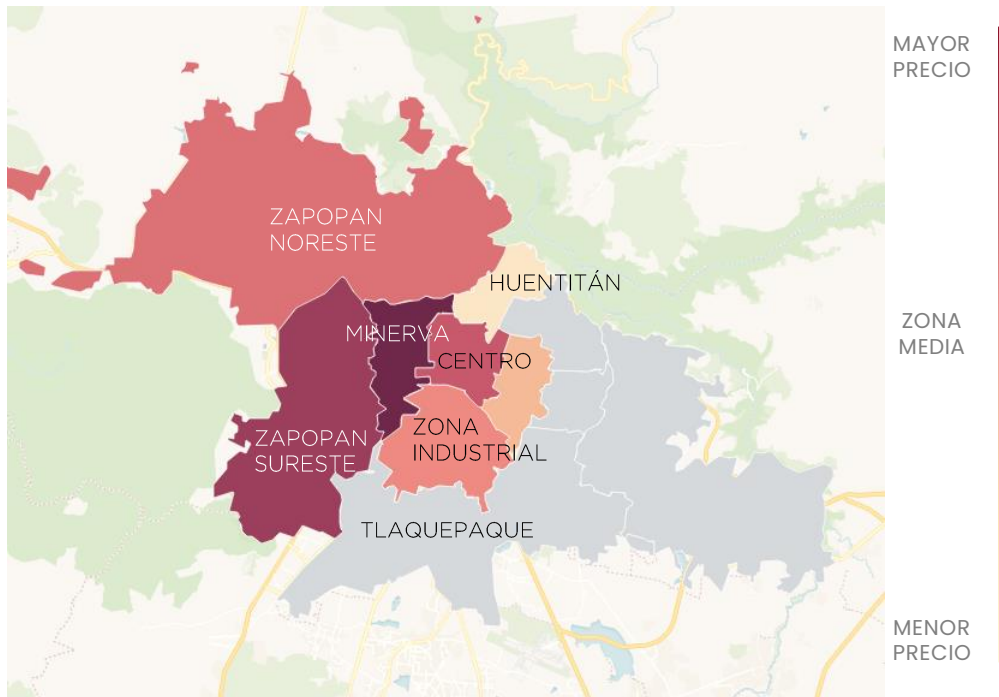 MAYOR
PRECIO
ZAPOPAN
NORESTE
HUENTITÁN
MINERVA
ZONA
MEDIA
CENTRO
ZONA
INDUSTRIAL
ZAPOPAN
SURESTE
TLAQUEPAQUE
MENOR
PRECIO